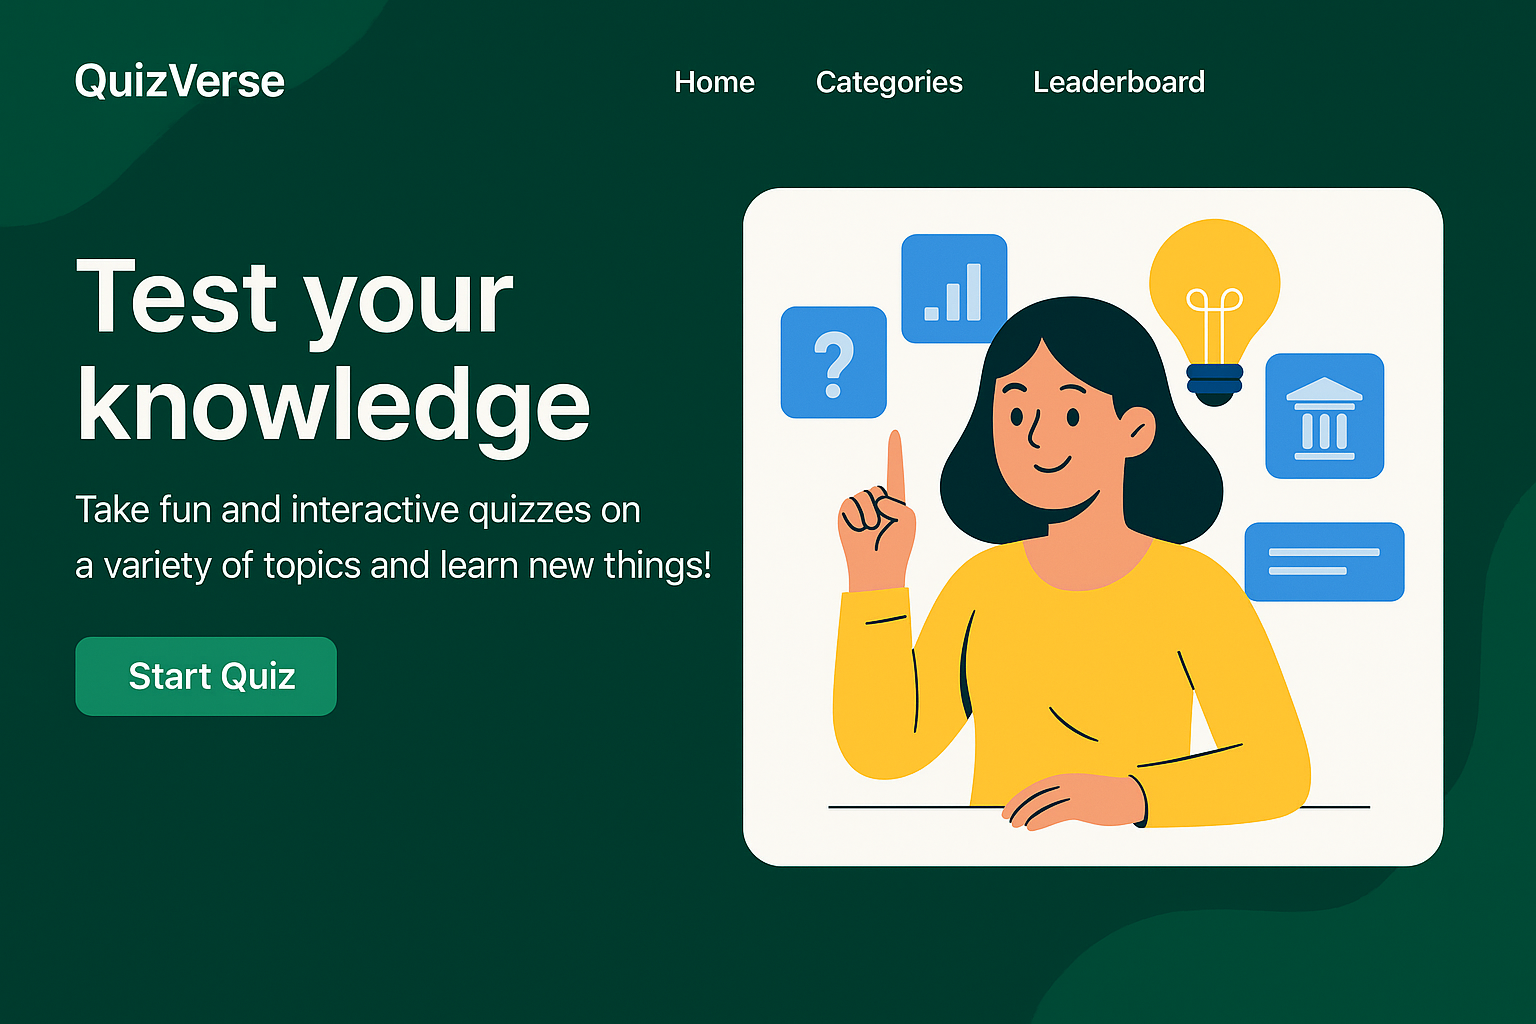 QuizVerse
Home
Categories
Leaderboard
Test your
knowledge
Take fun and interactive quizzes on
a variety of topics and learn new things!
Start Quiz
?